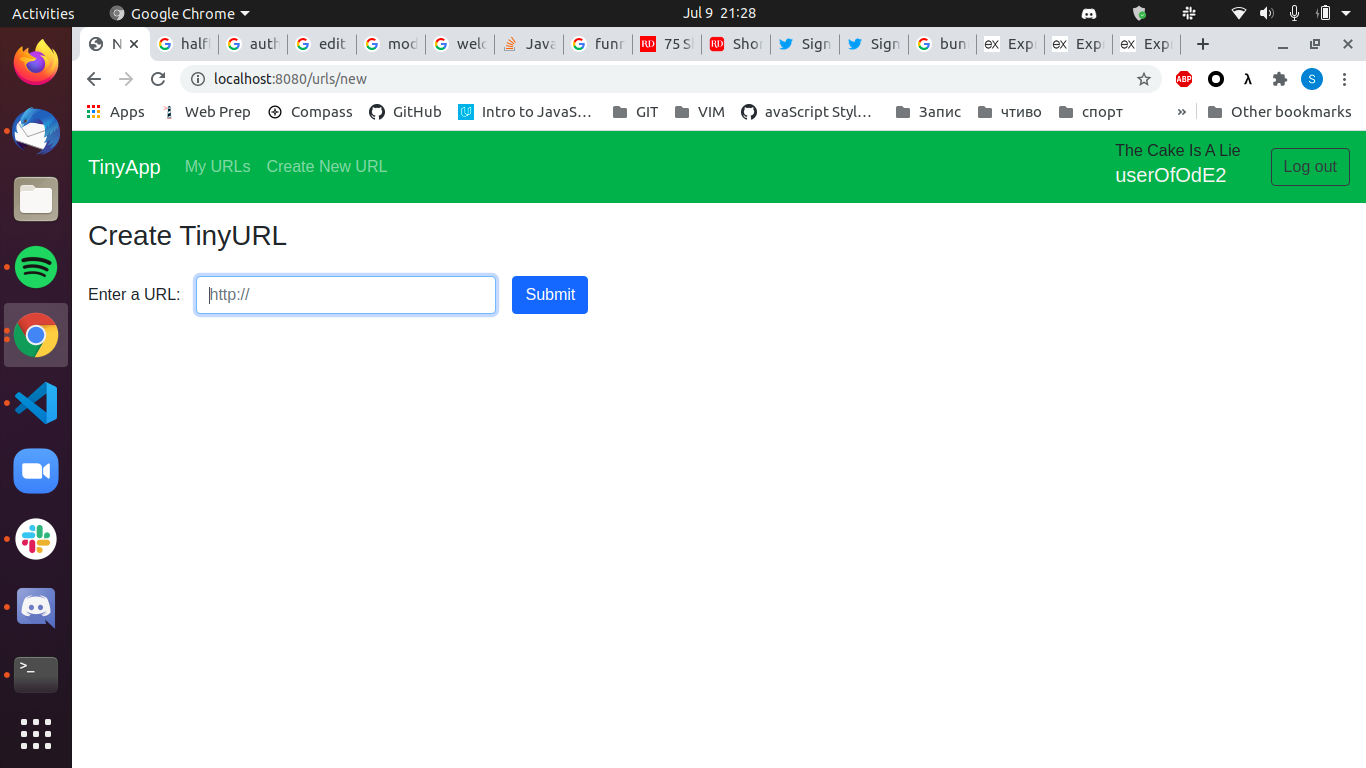 Activities
Google Chrome
Jul 9 21:28
N
half
auth
edit
mod
welc
Java
funr
75 S
Shor
Sign
Sign
bun
Expr
Expr
Expr
localhost:8080/urls/new
ABP
λ
S
Apps
Web Prep
Compass
GitHub
Intro to JavaS…
GIT
VIM
avaScript Styl…
Запис
чтиво
спорт
»
Other bookmarks
TinyApp
My URLs
Create New URL
The Cake Is A Lie
userOfOdE2
Log out
Create TinyURL
Enter a URL:
http://
Submit